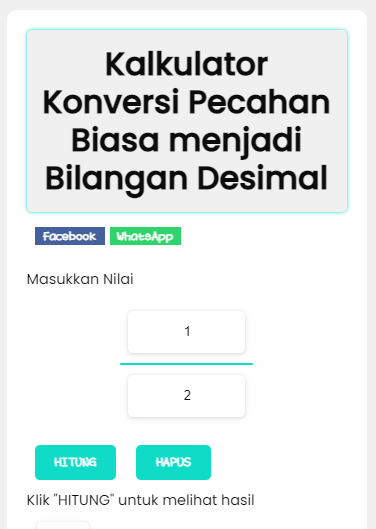 Kalkulator
Konversi Pecahan
Biasa menjadi
Bilangan Desimal
Facebook WhatsApp
Masukkan Nilai
1
2
HITUNG HAPUS
Klik "HITUNG" untuk melihat hasil